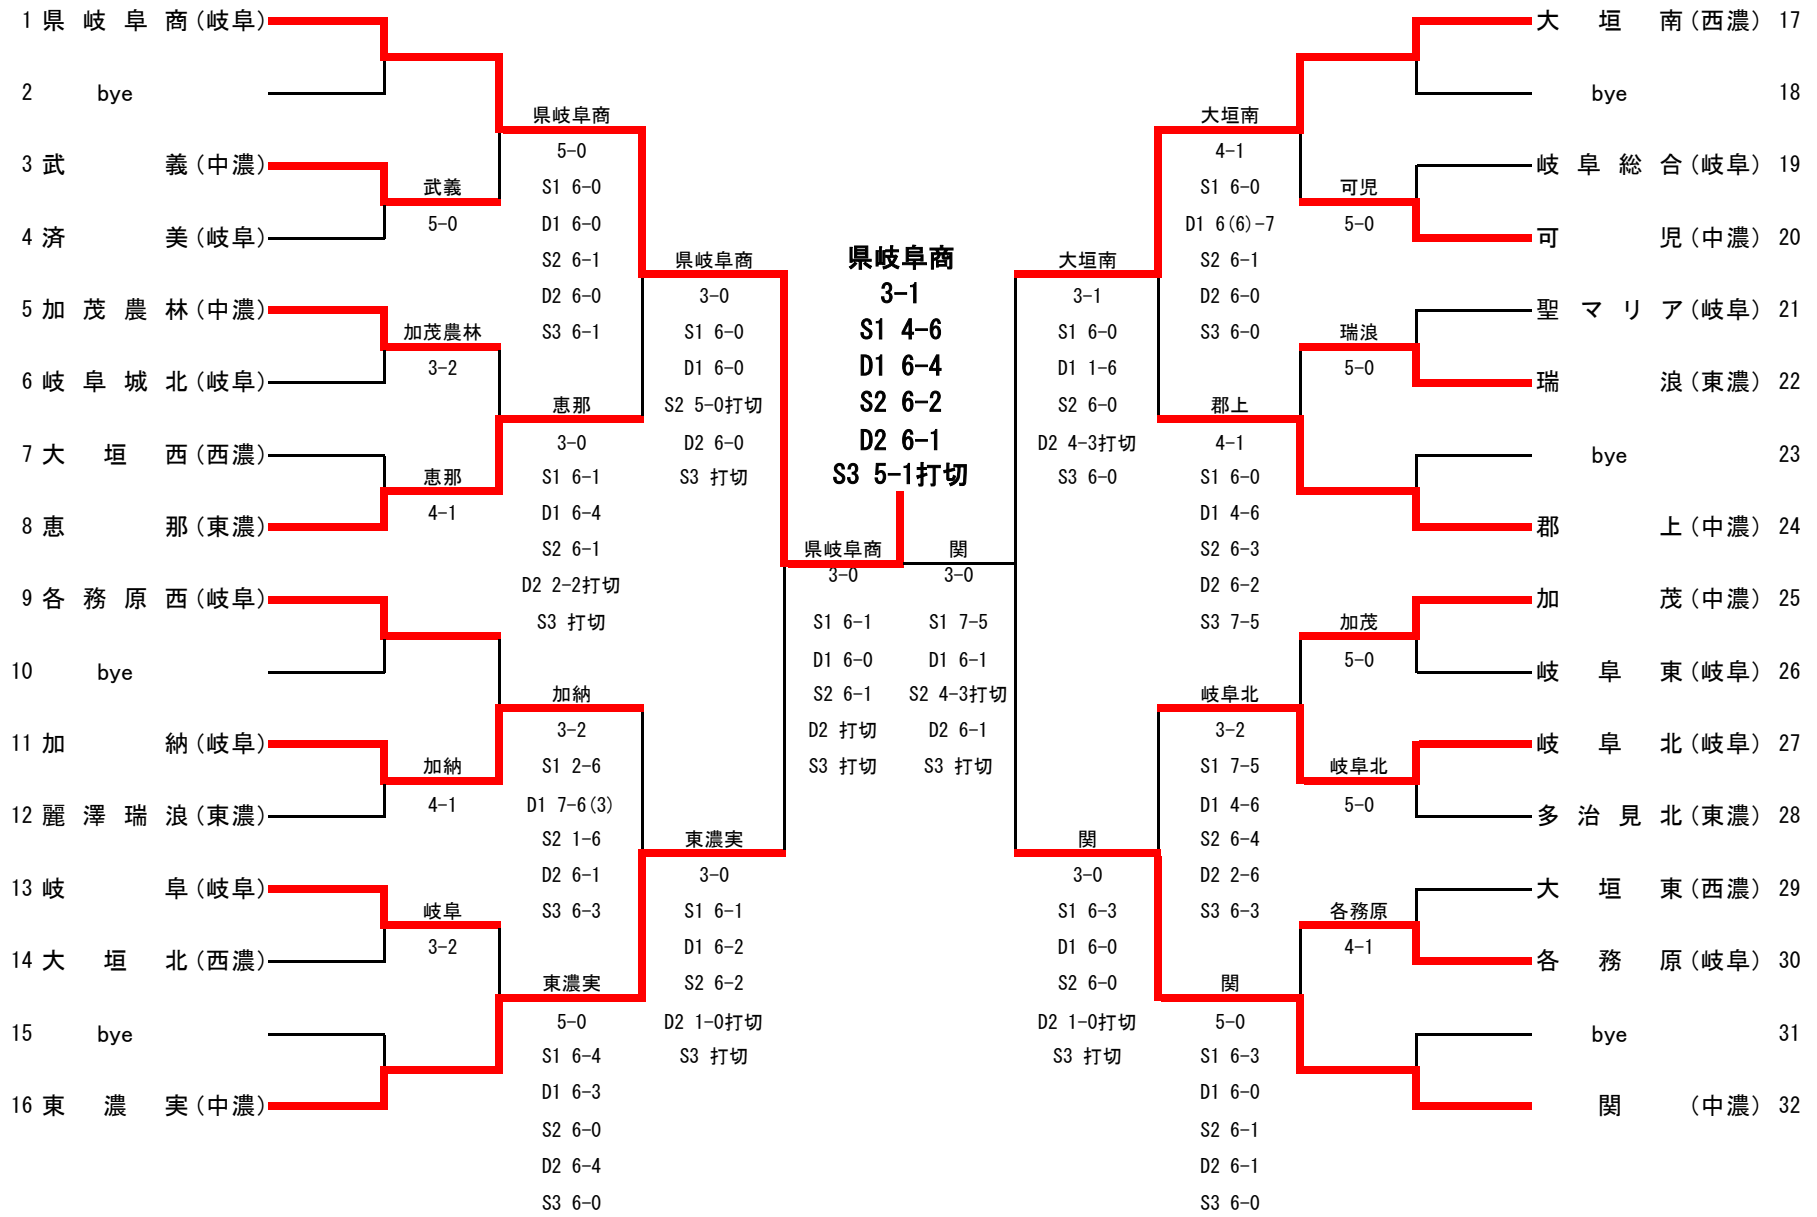 1 県岐阜商(岐阜)
2 bye
3 武義(中濃)
4 済美(岐阜)
5 加茂農林(中濃)
6 岐阜城北(岐阜)
7 大垣西(西濃)
8 恵那(東濃)
9 各務原西(岐阜)
10 bye
11 加納(岐阜)
12 麗澤瑞浪(東濃)
13 岐阜(岐阜)
14 大垣北(西濃)
15 bye
16 東濃実(中濃)
武義
5-0
加茂農林
3-2
恵那
4-1
加納
4-1
岐阜
3-2
県岐阜商
5-0
S1 6-0
D1 6-0
S2 6-1
D2 6-0
S3 6-1
恵那
3-0
S1 6-1
D1 6-4
S2 6-1
D2 2-2打切
S3 打切
加納
3-2
S1 2-6
D1 7-6(3)
S2 1-6
D2 6-1
S3 6-3
東濃実
5-0
S1 6-4
D1 6-3
S2 6-0
D2 6-4
S3 6-0
県岐阜商
3-0
S1 6-0
D1 6-0
S2 5-0打切
D2 6-0
S3 打切
東濃実
3-0
S1 6-1
D1 6-2
S2 6-2
D2 1-0打切
S3 打切
県岐阜商
3-1
S1 4-6
D1 6-4
S2 6-2
D2 6-1
S3 5-1打切
県岐阜商
3-0
S1 6-1
D1 6-0
S2 6-1
D2 打切
S3 打切
関
3-0
S1 7-5
D1 6-1
S2 4-3打切
D2 6-1
S3 打切
大垣南
3-1
S1 6-0
D1 1-6
S2 6-0
D2 4-3打切
S3 6-0
関
3-0
S1 6-3
D1 6-0
S2 6-0
D2 1-0打切
S3 打切
大垣南
4-1
S1 6-0
D1 6(6)-7
S2 6-1
D2 6-0
S3 6-0
郡上
4-1
S1 6-0
D1 4-6
S2 6-3
D2 6-2
S3 7-5
岐阜北
3-2
S1 7-5
D1 4-6
S2 6-4
D2 2-6
S3 6-3
関
5-0
S1 6-3
D1 6-0
S2 6-1
D2 6-1
S3 6-0
可児
5-0
瑞浪
5-0
加茂
5-0
岐阜北
5-0
各務原
4-1
大垣南(西濃) 17
bye 18
岐阜総合(岐阜) 19
可児(中濃) 20
聖マリア(岐阜) 21
瑞浪(東濃) 22
bye 23
郡上(中濃) 24
加茂(中濃) 25
岐阜東(岐阜) 26
岐阜北(岐阜) 27
多治見北(東濃) 28
大垣東(西濃) 29
各務原(岐阜) 30
bye 31
関(中濃) 32